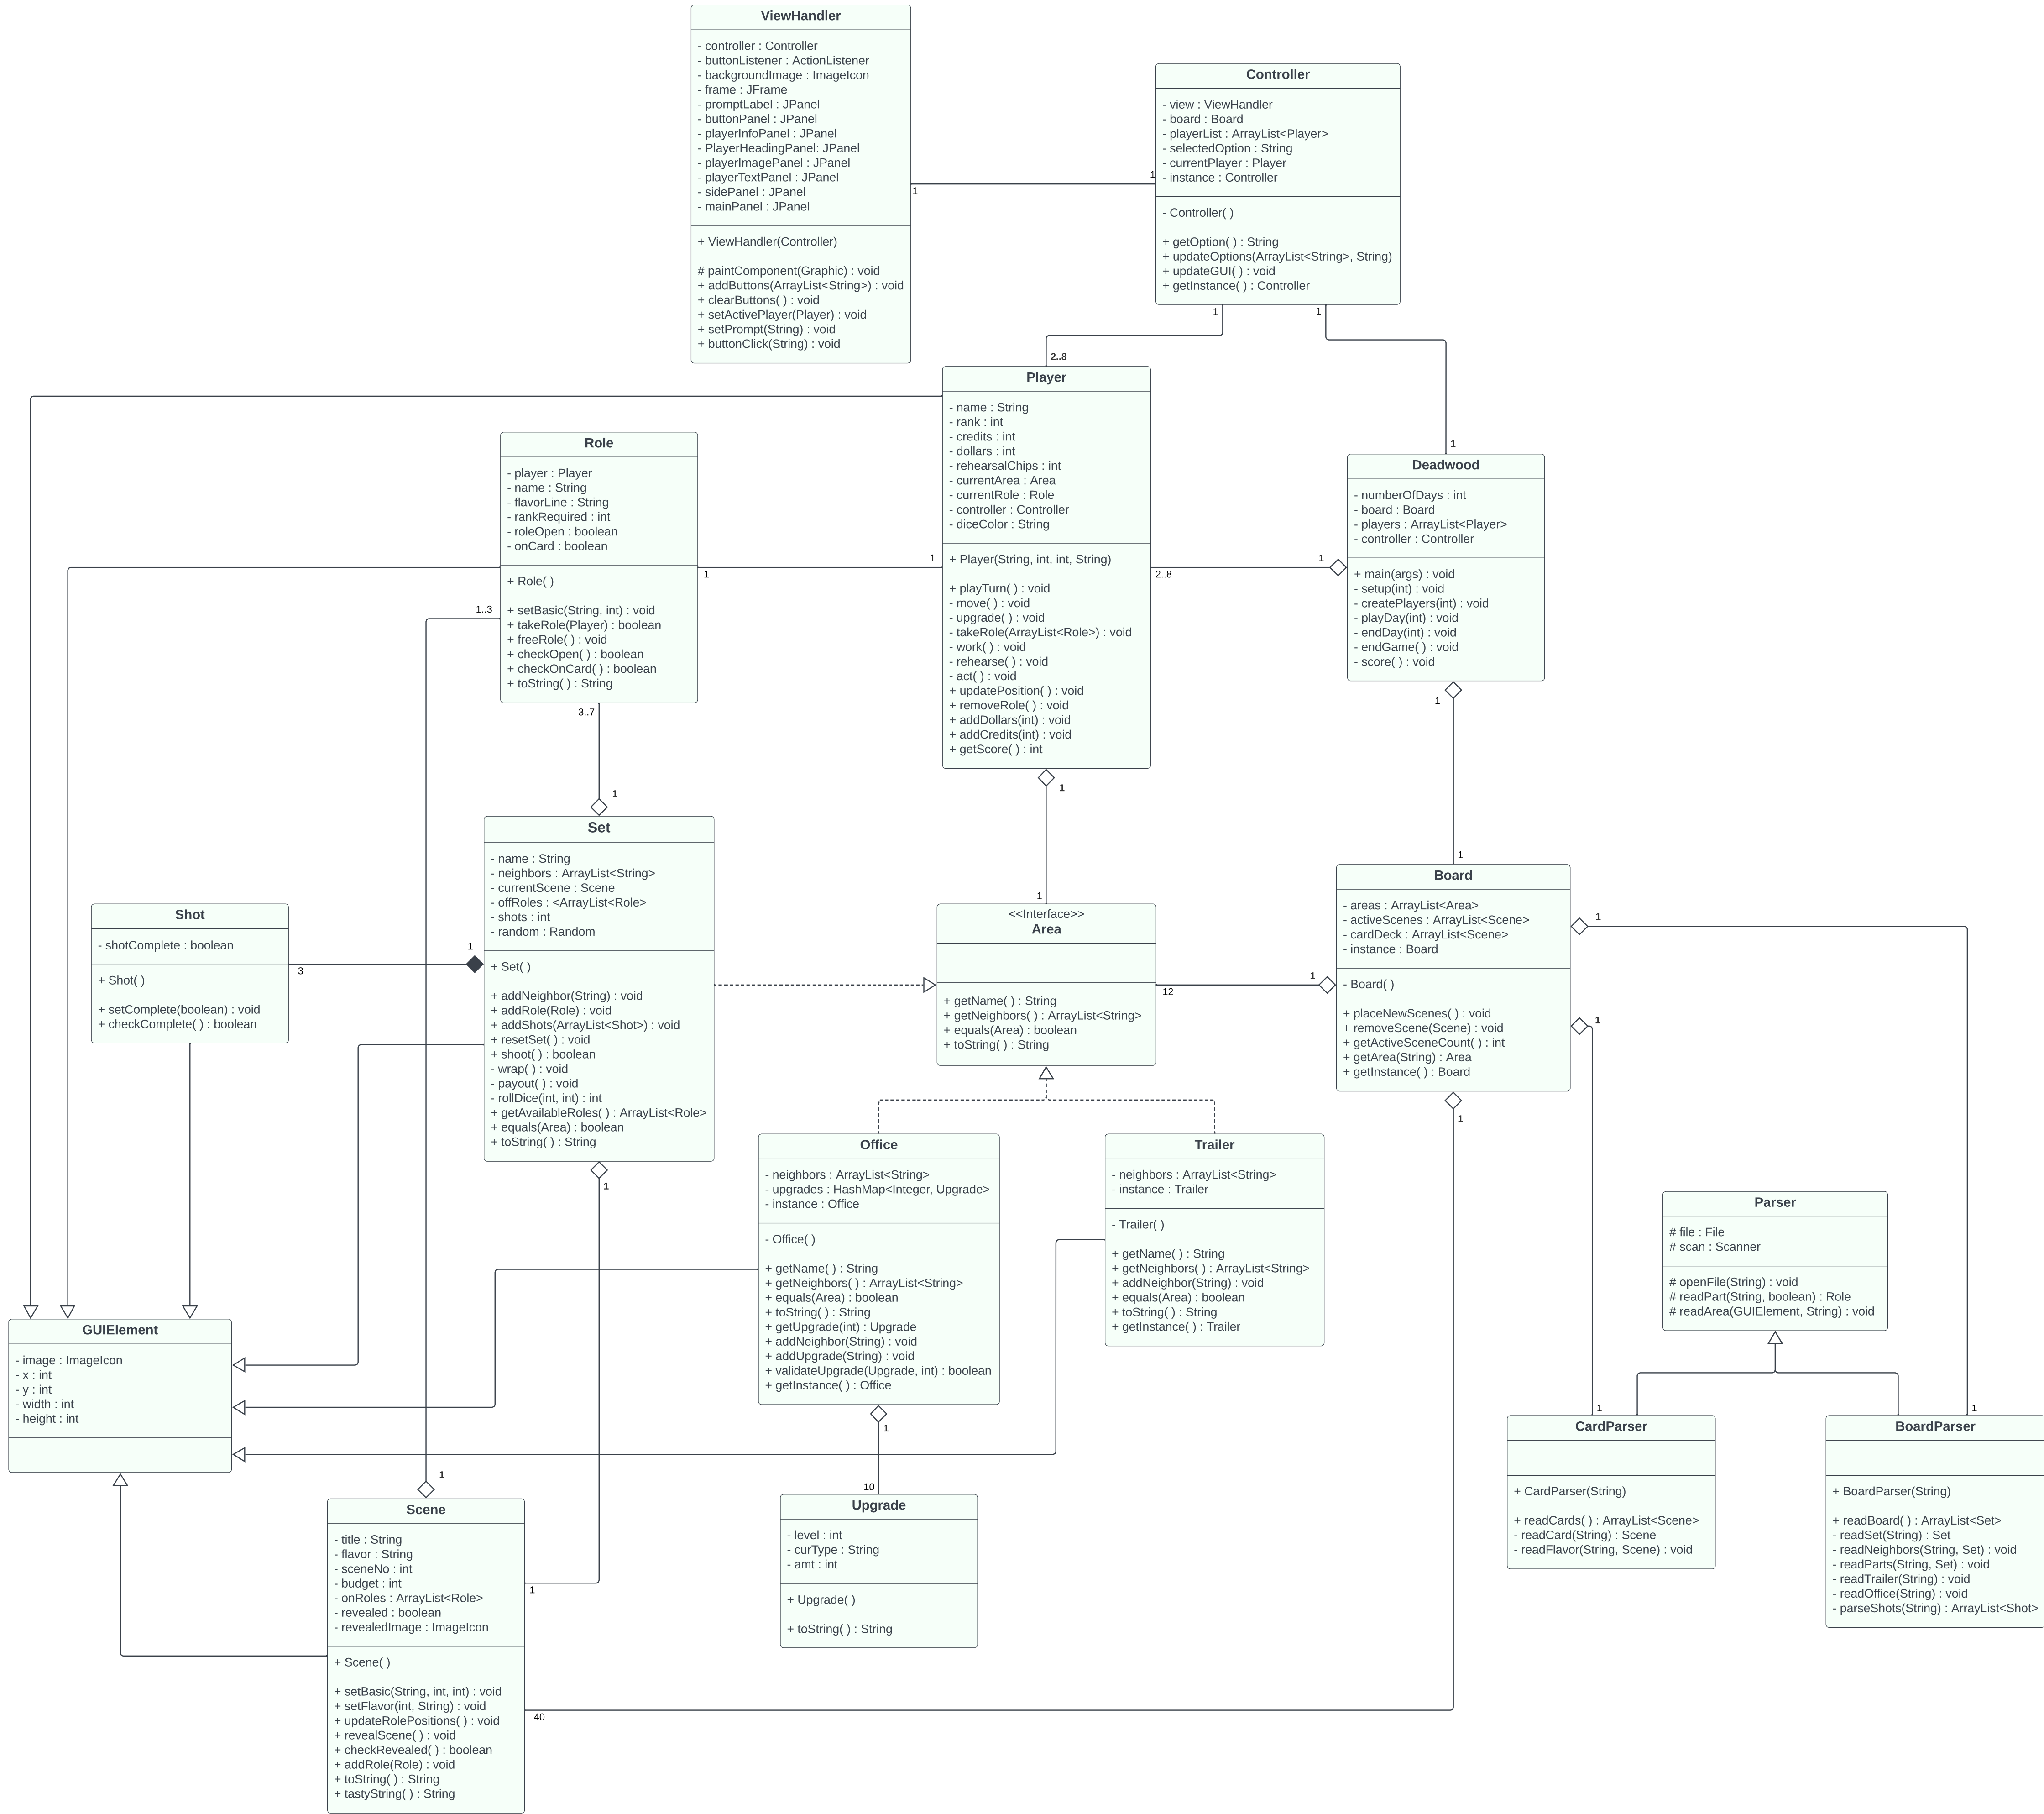 ViewHandler
- controller : Controller
- buttonListener : ActionListener
- backgroundImage : ImageIcon
- frame : JFrame
- promptLabel : JPanel
- buttonPanel : JPanel
- playerInfoPanel : JPanel
- PlayerHeadingPanel: JPanel
- playerImagePanel : JPanel
- playerTextPanel : JPanel
- sidePanel : JPanel
- mainPanel : JPanel
+ ViewHandler(Controller)
# paintComponent(Graphic) : void
+ addButtons(ArrayList<String>) : void
+ clearButtons( ) : void
+ setActivePlayer(Player) : void
+ setPrompt(String) : void
+ buttonClick(String) : void
1
1
Controller
- view : ViewHandler
- board : Board
- playerList : ArrayList<Player>
- selectedOption : String
- currentPlayer : Player
- instance : Controller
- Controller( )
+ getOption( ) : String
+ updateOptions(ArrayList<String>, String)
+ updateGUI( ) : void
+ getInstance( ) : Controller
1
1
2..8
1
Player
- name : String
- rank : int
- credits : int
- dollars : int
- rehearsalChips : int
- currentArea : Area
- currentRole : Role
- controller : Controller
- diceColor : String
+ Player(String, int, int, String)
+ playTurn( ) : void
- move( ) : void
- upgrade( ) : void
- takeRole(ArrayList<Role>) : void
- work( ) : void
- rehearse( ) : void
- act( ) : void
+ updatePosition( ) : void
+ removeRole( ) : void
+ addDollars(int) : void
+ addCredits(int) : void
+ getScore( ) : int
Role
- player : Player
- name : String
- flavorLine : String
- rankRequired : int
- roleOpen : boolean
- onCard : boolean
+ Role( )
+ setBasic(String, int) : void
+ takeRole(Player) : boolean
+ freeRole( ) : void
+ checkOpen( ) : boolean
+ checkOnCard( ) : boolean
+ toString( ) : String
1
1
1..3
3..7
1
Deadwood
- numberOfDays : int
- board : Board
- players : ArrayList<Player>
- controller : Controller
+ main(args) : void
- setup(int) : void
- createPlayers(int) : void
- playDay(int) : void
- endDay(int) : void
- endGame( ) : void
- score( ) : void
2..8
1
1
1
1
1
Set
- name : String
- neighbors : ArrayList<String>
- currentScene : Scene
- offRoles : <ArrayList<Role>
- shots : int
- random : Random
+ Set( )
+ addNeighbor(String) : void
+ addRole(Role) : void
+ addShots(ArrayList<Shot>) : void
+ resetSet( ) : void
+ shoot( ) : boolean
- wrap( ) : void
- payout( ) : void
- rollDice(int, int) : int
+ getAvailableRoles( ) : ArrayList<Role>
+ equals(Area) : boolean
+ toString( ) : String
Shot
- shotComplete : boolean
+ Shot( )
+ setComplete(boolean) : void
+ checkComplete( ) : boolean
3
1
<<Interface>>
Area
+ getName( ) : String
+ getNeighbors( ) : ArrayList<String>
+ equals(Area) : boolean
+ toString( ) : String
12
1
Board
- areas : ArrayList<Area>
- activeScenes : ArrayList<Scene>
- cardDeck : ArrayList<Scene>
- instance : Board
- Board( )
+ placeNewScenes( ) : void
+ removeScene(Scene) : void
+ getActiveSceneCount( ) : int
+ getArea(String) : Area
+ getInstance( ) : Board
1
1
1
1
Office
- neighbors : ArrayList<String>
- upgrades : HashMap<Integer, Upgrade>
- instance : Office
- Office( )
+ getName( ) : String
+ getNeighbors( ) : ArrayList<String>
+ equals(Area) : boolean
+ toString( ) : String
+ getUpgrade(int) : Upgrade
+ addNeighbor(String) : void
+ addUpgrade(String) : void
+ validateUpgrade(Upgrade, int) : boolean
+ getInstance( ) : Office
Trailer
- neighbors : ArrayList<String>
- instance : Trailer
- Trailer( )
+ getName( ) : String
+ getNeighbors( ) : ArrayList<String>
+ addNeighbor(String) : void
+ equals(Area) : boolean
+ toString( ) : String
+ getInstance( ) : Trailer
Parser
# file : File
# scan : Scanner
# openFile(String) : void
# readPart(String, boolean) : Role
# readArea(GUIElement, String) : void
GUIElement
- image : ImageIcon
- x : int
- y : int
- width : int
- height : int
1
1
CardParser
+ CardParser(String)
+ readCards( ) : ArrayList<Scene>
- readCard(String) : Scene
- readFlavor(String, Scene) : void
BoardParser
+ BoardParser(String)
+ readBoard( ) : ArrayList<Set>
- readSet(String) : Set
- readNeighbors(String, Set) : void
- readParts(String, Set) : void
- readTrailer(String) : void
- readOffice(String) : void
- parseShots(String) : ArrayList<Shot>
1
10
Upgrade
- level : int
- curType : String
- amt : int
+ Upgrade( )
+ toString( ) : String
1
Scene
- title : String
- flavor : String
- sceneNo : int
- budget : int
- onRoles : ArrayList<Role>
- revealed : boolean
- revealedImage : ImageIcon
+ Scene( )
+ setBasic(String, int, int) : void
+ setFlavor(int, String) : void
+ updateRolePositions( ) : void
+ revealScene( ) : void
+ checkRevealed( ) : boolean
+ addRole(Role) : void
+ toString( ) : String
+ tastyString( ) : String
1
40